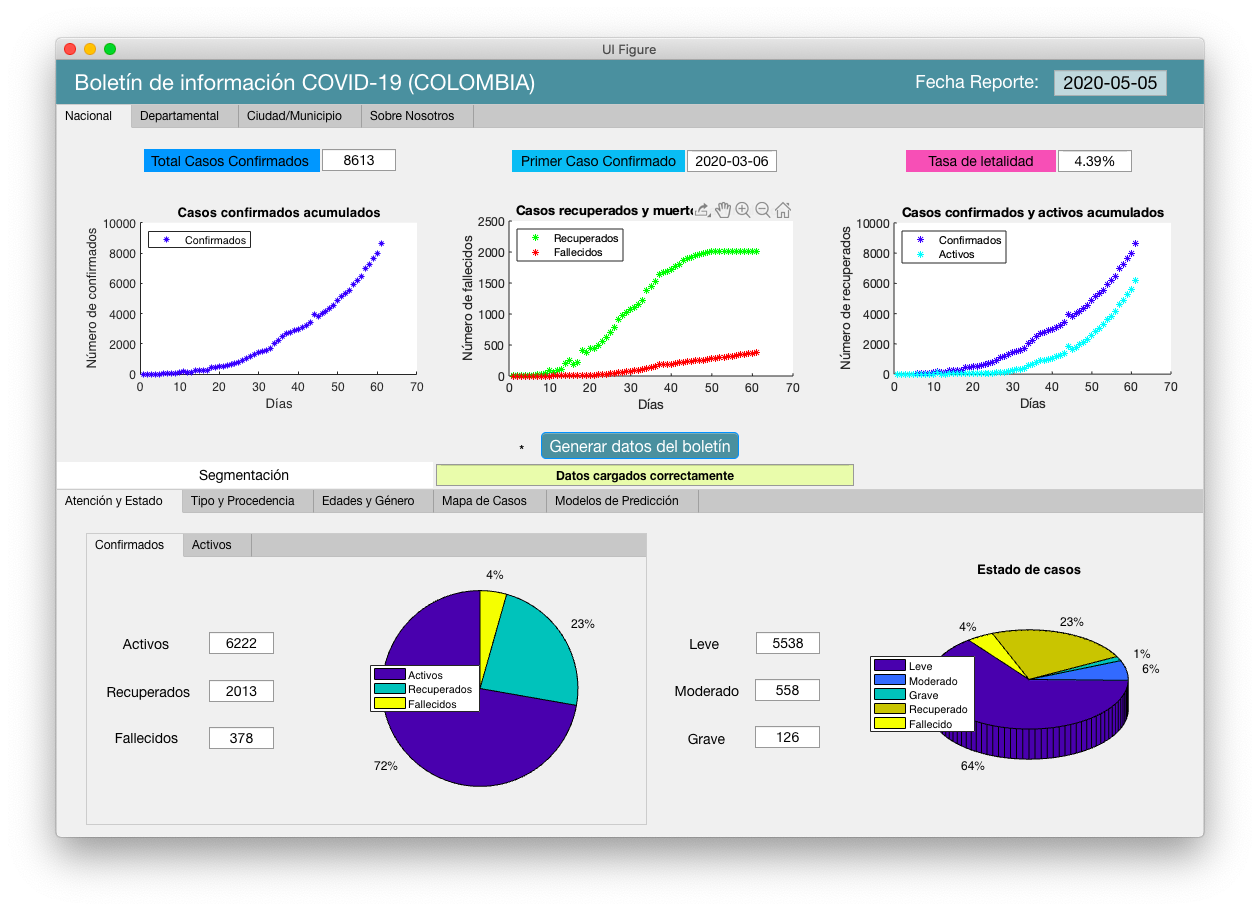 UI Figure
Boletín de información COVID-19 (COLOMBIA)
Fecha Reporte: 2020-05-05
Nacional Departamental Ciudad/Municipio Sobre Nosotros
Total Casos Confirmados 8613
Primer Caso Confirmado 2020-03-06
Tasa de letalidad 4.39%
Casos confirmados acumulados
Número de confirmados
10000
8000
6000
4000
2000
0
Confirmados
0 10 20 30 40 50 60 70
Días
Casos recuperados y muert
Número de fallecidos
2500
2000
1500
1000
500
0
Recuperados
Fallecidos
0 10 20 30 40 50 60 70
Días
Casos confirmados y activos acumulados
Número de recuperados
10000
8000
6000
4000
2000
0
Confirmados
Activos
0 10 20 30 40 50 60 70
Días
* Generar datos del boletín
Segmentación
Datos cargados correctamente
Atención y Estado Tipo y Procedencia Edades y Género Mapa de Casos Modelos de Predicción
Confirmados Activos
Activos 6222
Recuperados 2013
Fallecidos 378
4%
23%
72%
Activos
Recuperados
Fallecidos
Leve 5538
Moderado 558
Grave 126
Estado de casos
4%
23%
1%
6%
64%
Leve
Moderado
Grave
Recuperado
Fallecido